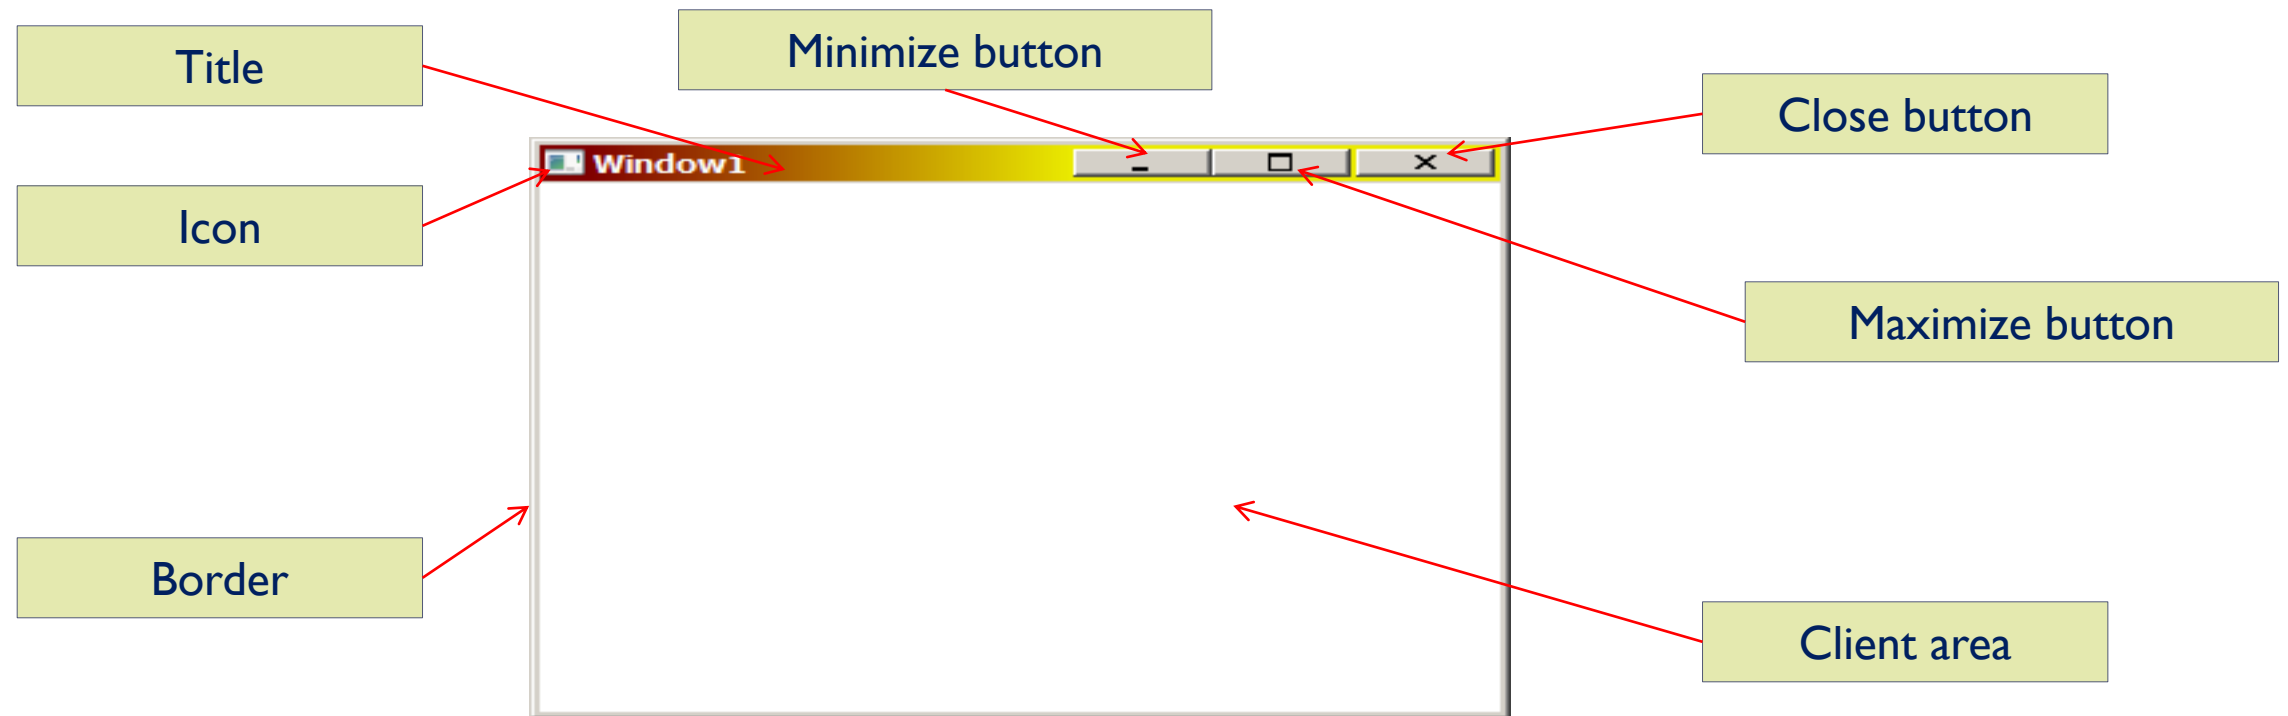 Title
Minimize button
Close button
Window1
Icon
Maximize button
Border
Client area